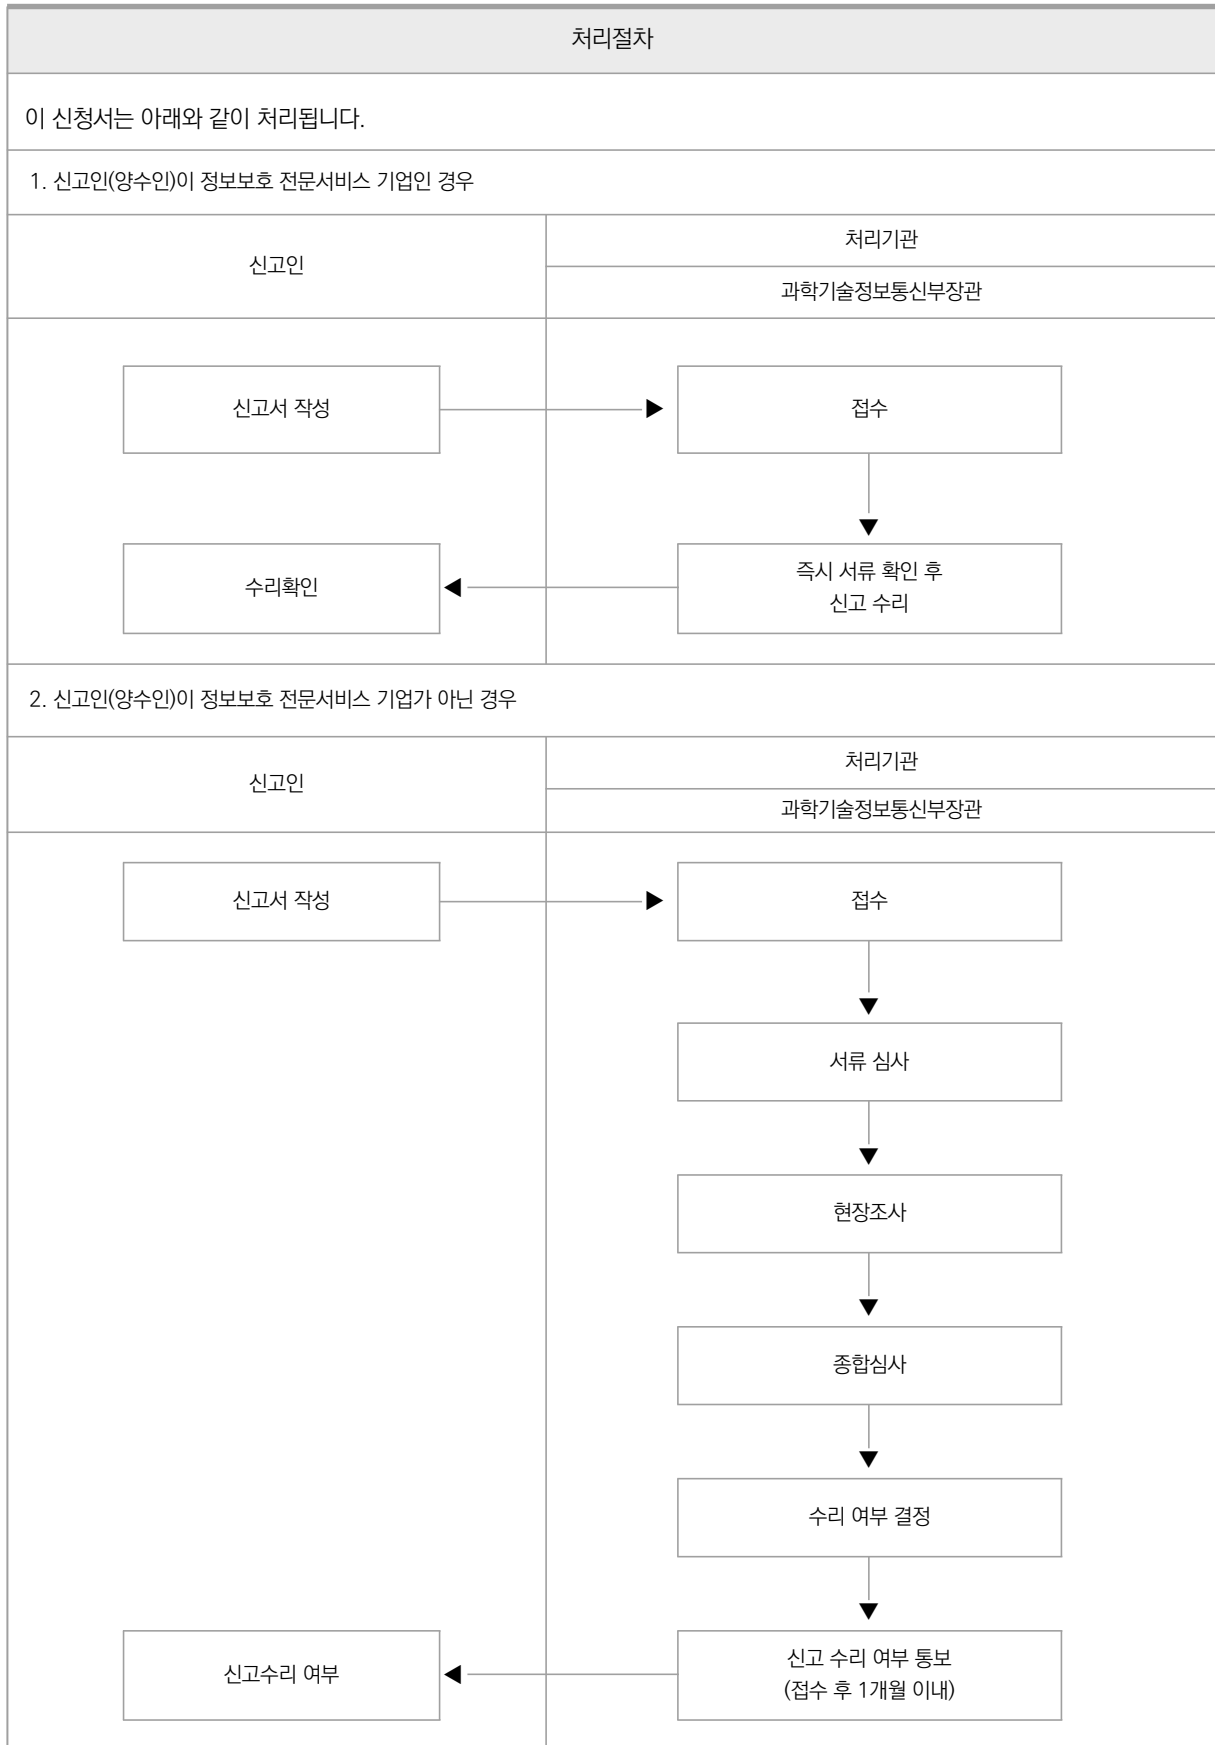 처리절차
이 신청서는 아래와 같이 처리됩니다.
1. 신고인(양수인)이 정보보호 전문서비스 기업인 경우
신고인
처리기관
과학기술정보통신부장관
신고서 작성
접수
수리확인
즉시 서류 확인 후
신고 수리
2. 신고인(양수인)이 정보보호 전문서비스 기업가 아닌 경우
신고인
처리기관
과학기술정보통신부장관
신고서 작성
접수
서류 심사
현장조사
종합심사
수리 여부 결정
신고수리 여부
신고 수리 여부 통보
(접수 후 1개월 이내)